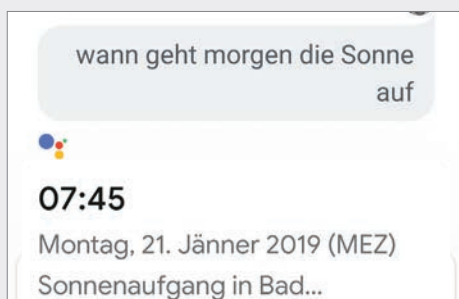 wann geht morgen die Sonne
auf
07:45
Montag, 21. Jänner 2019 (MEZ)
Sonnenaufgang in Bad...